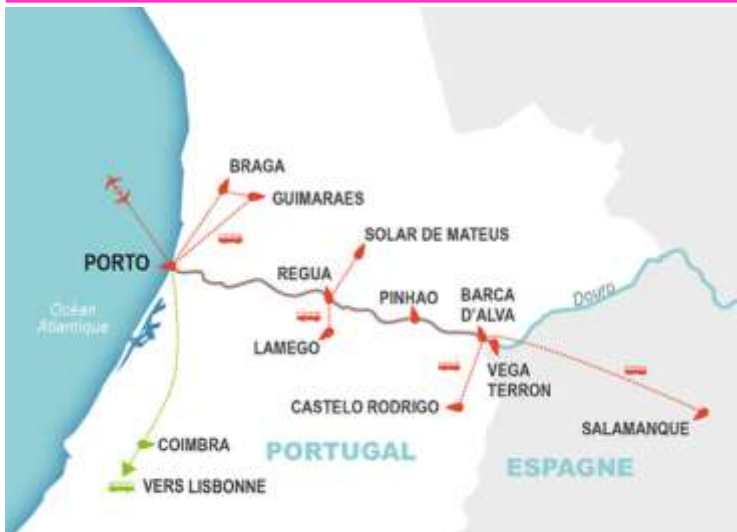 BRAGA
GUIMARAES
SOLAR DE MATEUS
PORTO
REGUA
PINHAO
BARCA
D'ALVA
Douro
Océan
Atlantique
LAMEGO
VEGA
TERRON
CASTELO RODRIGO
SALAMANQUE
COIMBRA
PORTUGAL
ESPAGNE
VERS LISBONNE